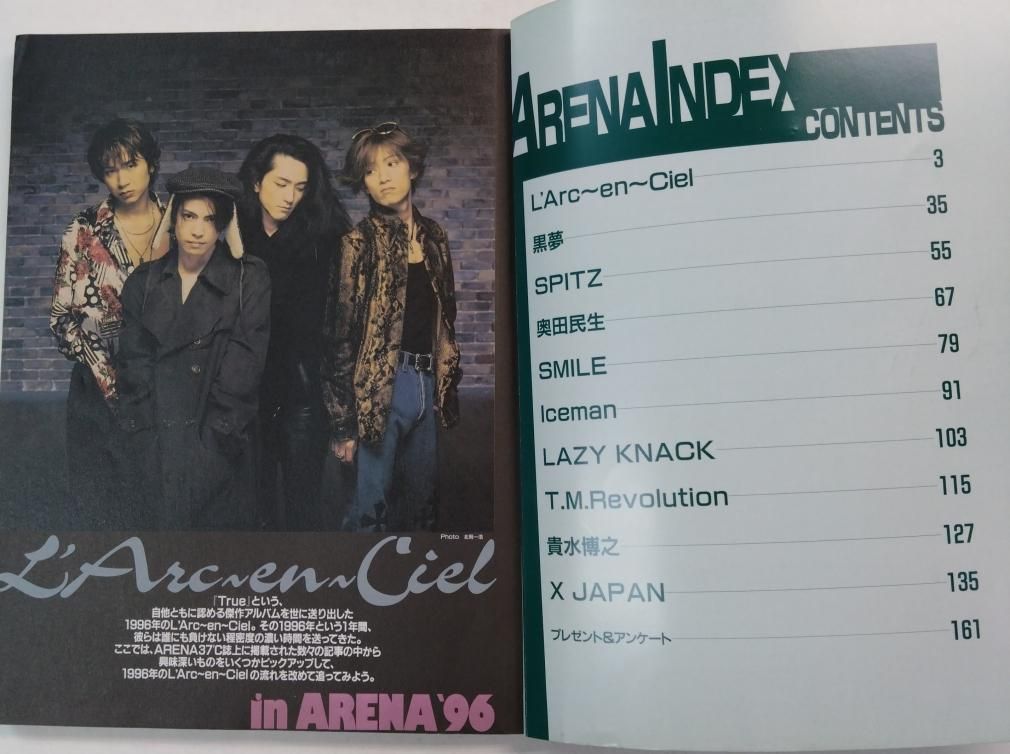 Photo 北岡一浩
L'Arc~en~Ciel
『True』という、
自他ともに認める傑作アルバムを世に送り出した
1996年のL'Arc~en~Ciel。その1996年という1年間、
彼らは誰にも負けない程密度の濃い時間を送ってきた。
ここでは、ARENA37℃誌上に掲載された数々の記事の中から
興味深いものをいくつかピックアップして、
1996年のL'Arc~en~Cielの流れを改めて追ってみよう。
in ARENA'96
ARENA INDEX
CONTENTS
L'Arc~en~Ciel 3
黒夢 35
SPITZ 55
奥田民生 67
SMILE 79
Iceman 91
LAZY KNACK 103
T.M.Revolution 115
貴水博之 127
X JAPAN 135
プレゼント&アンケート 161